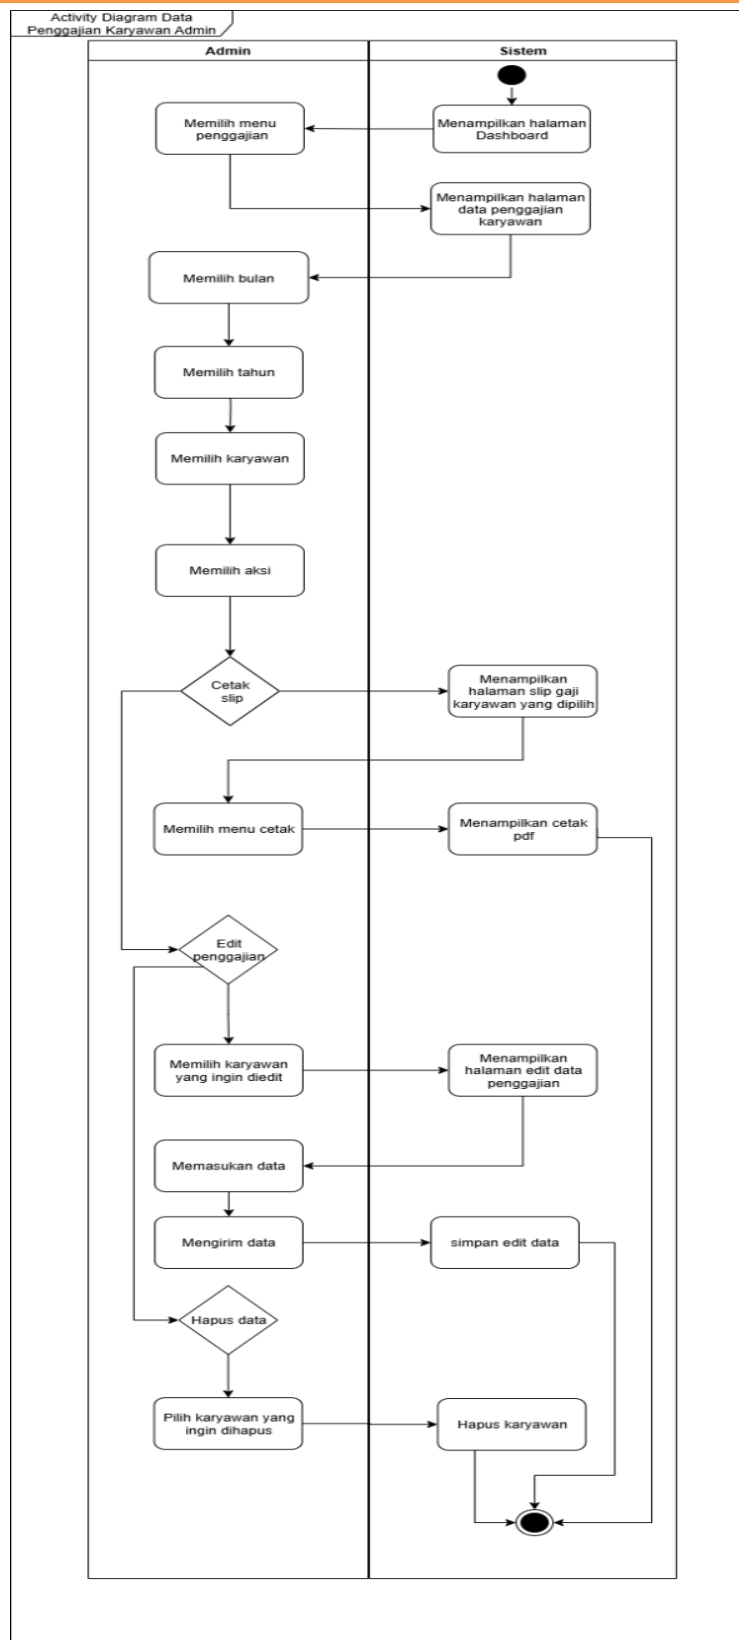 Activity Diagram Data
Penggajian Karyawan Admin
Admin
Sistem
Memilih menu
penggajian
Menampilkan halaman
Dashboard
Menampilkan halaman
data penggajian
karyawan
Memilih bulan
Memilih tahun
Memilih karyawan
Memilih aksi
Cetak
slip
Menampilkan
halaman slip gaji
karyawan yang dipilih
Memilih menu cetak
Menampilkan cetak
pdf
Edit
penggajian
Memilih karyawan
yang ingin diedit
Menampilkan
halaman edit data
penggajian
Memasukan data
Mengirim data
simpan edit data
Hapus data
Pilih karyawan yang
ingin dihapus
Hapus karyawan